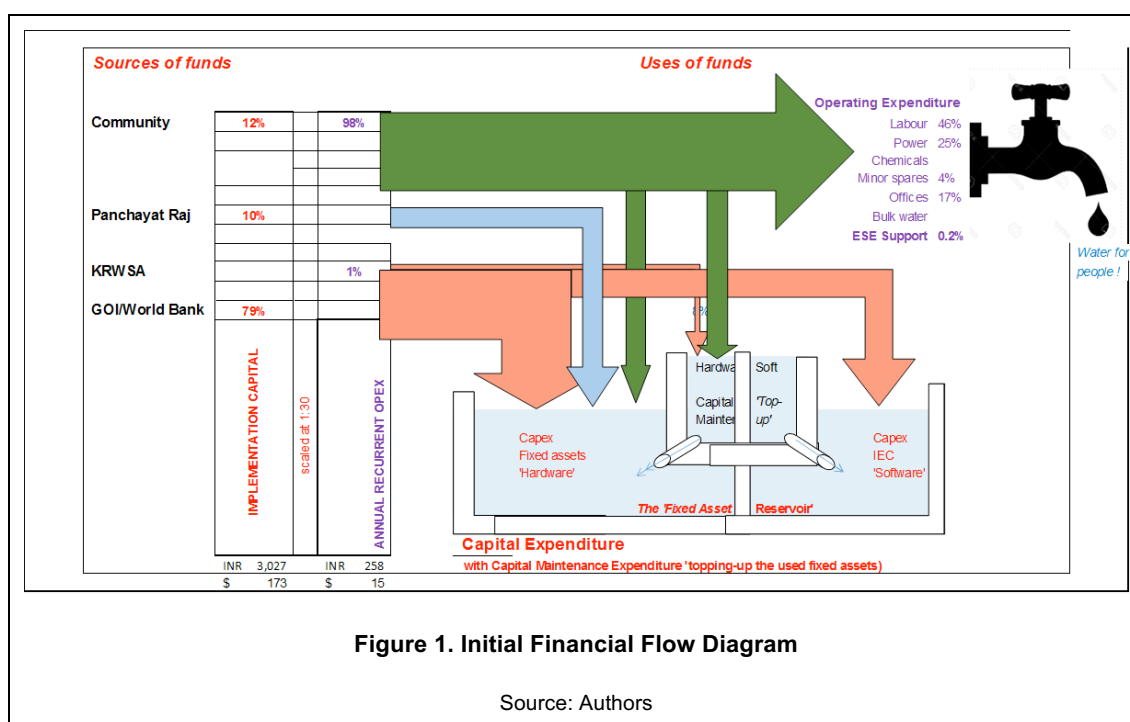 Sources of funds
Uses of funds
Community 12% 98%
Operating Expenditure
Labour 46%
Power 25%
Chemicals
Minor spares 4%
Offices 17%
Bulk water
ESE Support 0.2%
Water for
people !
Panchayat Raj 10%
KRWSA 1%
GOI/World Bank 79%
8%
IMPLEMENTATION CAPITAL
scaled at 1:30
ANNUAL RECURRENT OPEX
Hardwa Soft
Capital 'Top-
Mainter up'
Capex
Fixed assets
'Hardware'
Capex
IEC
'Software'
The 'Fixed Asset Reservoir'
Capital Expenditure
with Capital Maintenance Expenditure 'topping-up the used fixed assets)
INR 3,027 INR 258
$ 173 $ 15
Figure 1. Initial Financial Flow Diagram
Source: Authors